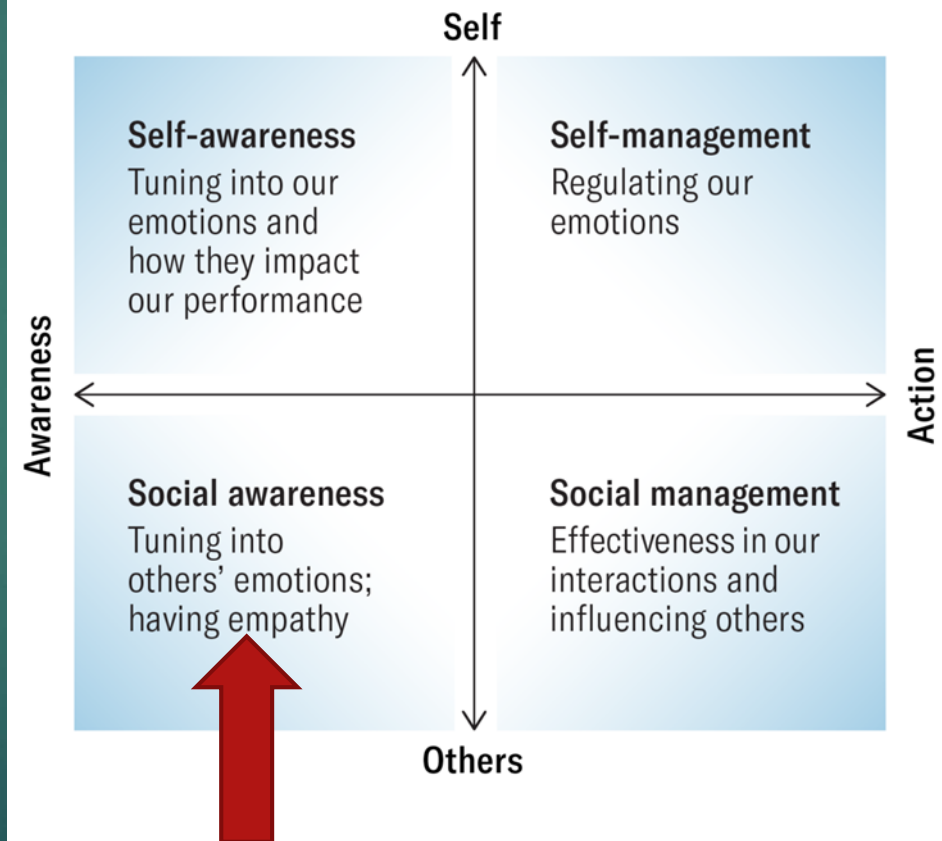 Self
Self-awareness
Tuning into our
emotions and
how they impact
our performance
Self-management
Regulating our
emotions
Awareness
Action
Social awareness
Tuning into
others’ emotions;
having empathy
Social management
Effectiveness in our
interactions and
influencing others
Others